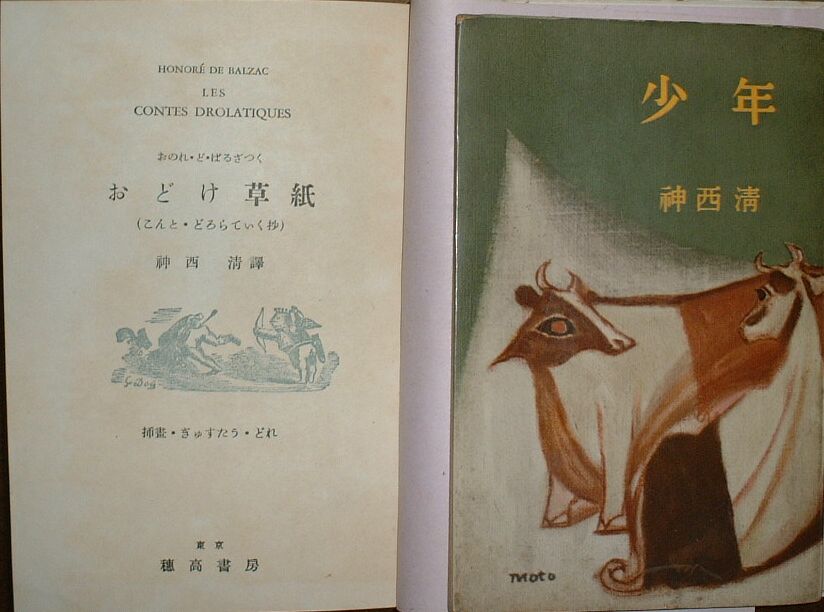 HONORÉ DE BALZAC
LES
CONTES DROLATIQUES
おのれ・ど・ばるざつく
おどけ草紙
(こんと・どろらてぃく抄)
神西 清譯
G.Doré
挿畫・ぎゅすたう・どれ
東京
穗高書房
少年
神西清
moto